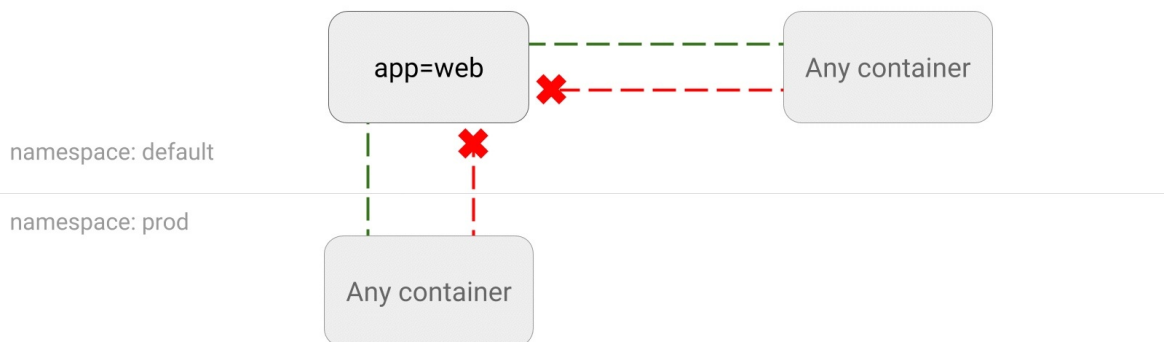 app=web
Any container
namespace: default
namespace: prod
Any container